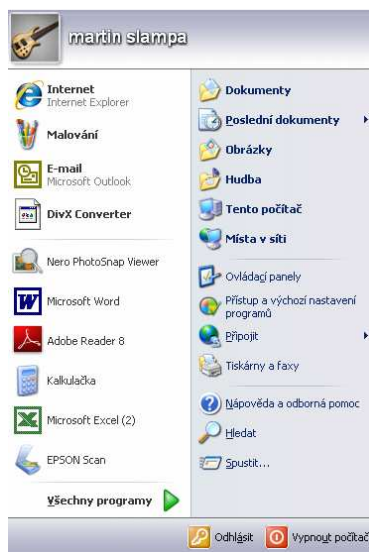 martin slampa
Internet
Internet Explorer
Malování
E-mail
Microsoft Outlook
DivX Converter
Nero PhotoSnap Viewer
Microsoft Word
Adobe Reader 8
Kalkulačka
Microsoft Excel (2)
EPSON Scan
Všechny programy
Dokumenty
Poslední dokumenty
Obrázky
Hudba
Tento počítač
Místa v síti
Ovládací panely
Přístup a výchozí nastavení
programů
Připojit
Tiskárny a faxy
Nápověda a odborná pomoc
Hledat
Spustit...
Odhlásit
Vypnout počítač